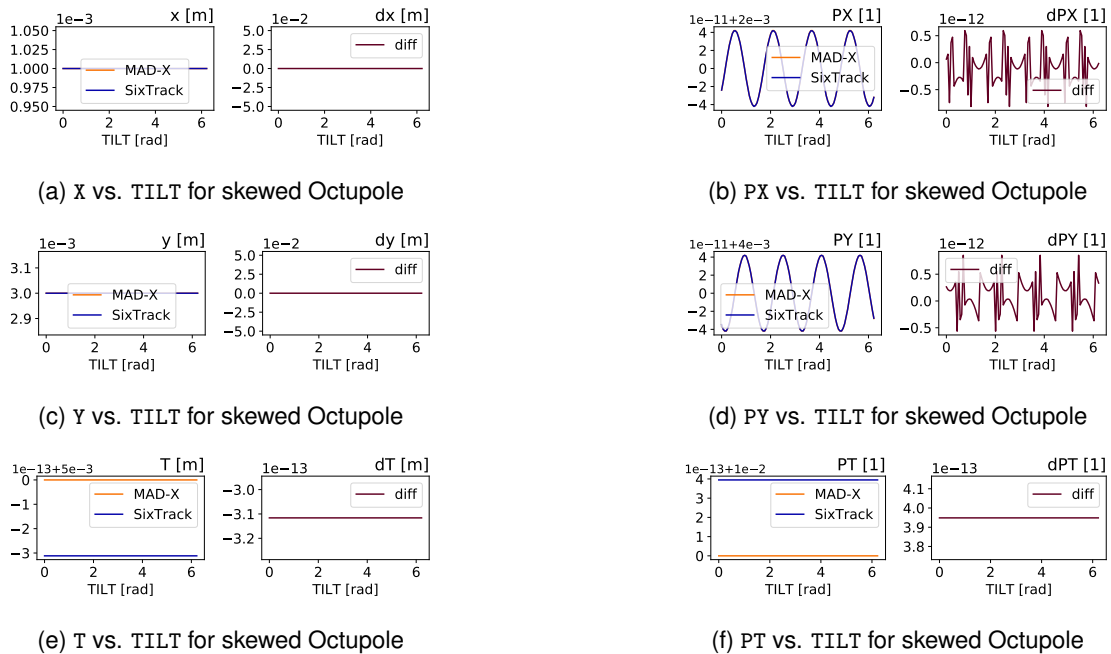 1e−3 x [m]
1.050
1.025
1.000
0.975
0.950
MAD-X
SixTrack
0 2 4 6
TILT [rad]
1e−2 dx [m]
5.0
2.5
0.0
−2.5
−5.0
diff
0 2 4 6
TILT [rad]
(a) X vs. TILT for skewed Octupole
1e−11+2e−3 PX [1]
4
2
0
−2
−4
MAD-X
SixTrack
0 2 4 6
TILT [rad]
1e−12 dPX [1]
0.5
0.0
−0.5
diff
0 2 4 6
TILT [rad]
(b) PX vs. TILT for skewed Octupole
1e−3 y [m]
3.1
3.0
2.9
MAD-X
SixTrack
0 2 4 6
TILT [rad]
1e−2 dy [m]
5.0
2.5
0.0
−2.5
−5.0
diff
0 2 4 6
TILT [rad]
(c) Y vs. TILT for skewed Octupole
1e−11+4e−3 PY [1]
4
2
0
−2
−4
MAD-X
SixTrack
0 2 4 6
TILT [rad]
1e−12 dPY [1]
0.5
0.0
−0.5
diff
0 2 4 6
TILT [rad]
(d) PY vs. TILT for skewed Octupole
1e−13+5e−3 T [m]
0
−1
−2
−3
MAD-X
SixTrack
0 2 4 6
TILT [rad]
1e−13 dT [m]
−3.0
−3.1
−3.2
diff
0 2 4 6
TILT [rad]
(e) T vs. TILT for skewed Octupole
1e−13+1e−2 PT [1]
4
3
2
1
0
MAD-X
SixTrack
0 2 4 6
TILT [rad]
1e−13 dPT [1]
4.1
4.0
3.9
3.8
diff
0 2 4 6
TILT [rad]
(f) PT vs. TILT for skewed Octupole